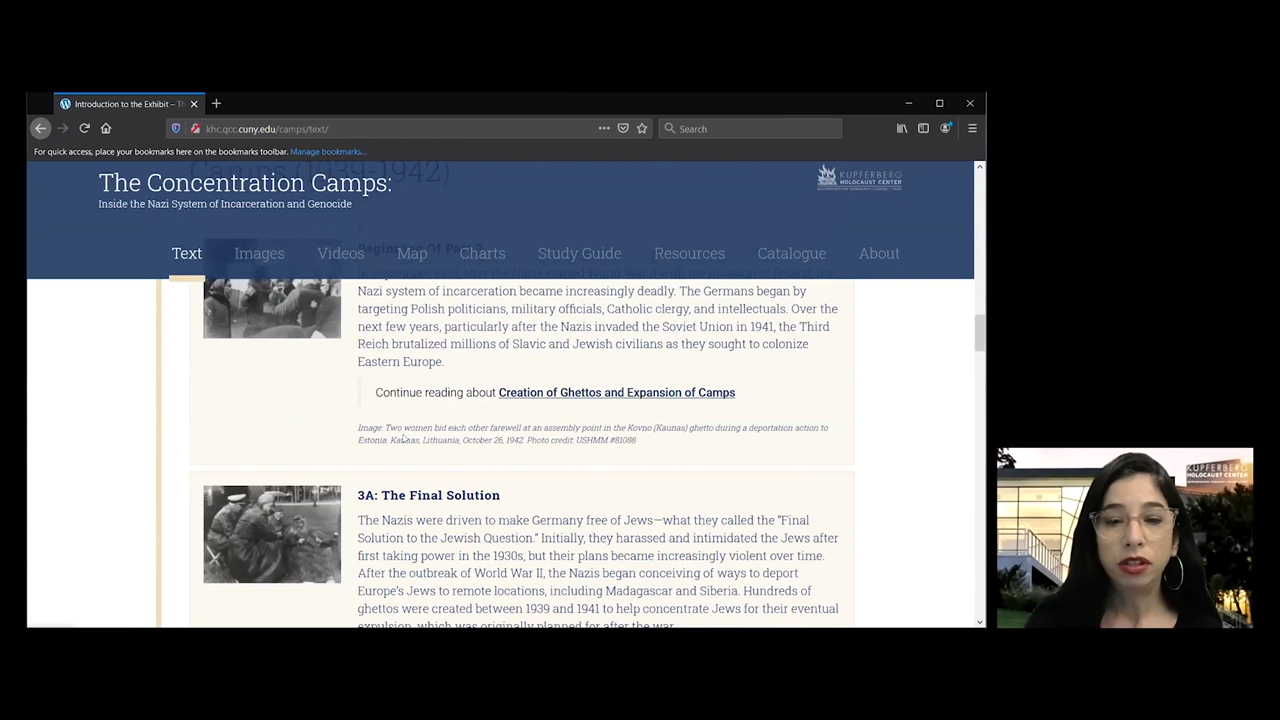 Introduction to the Exhibit – Th
khc.qcc.cuny.edu/camps/text/
Search
For quick access, place your bookmarks here on the bookmarks toolbar. Manage bookmarks...
Camps (1939-1942)
The Concentration Camps:
Inside the Nazi System of Incarceration and Genocide
KUPFERBERG
HOLOCAUST CENTER
Text Images Videos Map Charts Study Guide Resources Catalogue About
Nazi system of incarceration became increasingly deadly. The Germans began by
targeting Polish politicians, military officials, Catholic clergy, and intellectuals. Over the
next few years, particularly after the Nazis invaded the Soviet Union in 1941, the Third
Reich brutalized millions of Slavic and Jewish civilians as they sought to colonize
Eastern Europe.
Continue reading about Creation of Ghettos and Expansion of Camps
Image: Two women bid each other farewell at an assembly point in the Kovno (Kaunas) ghetto during a deportation action to
Estonia. Kaunas, Lithuania, October 26, 1942. Photo credit: USHMM #81088
3A: The Final Solution
The Nazis were driven to make Germany free of Jews—what they called the “Final
Solution to the Jewish Question.” Initially, they harassed and intimidated the Jews after
first taking power in the 1930s, but their plans became increasingly violent over time.
After the outbreak of World War II, the Nazis began conceiving of ways to deport
Europe’s Jews to remote locations, including Madagascar and Siberia. Hundreds of
ghettos were created between 1939 and 1941 to help concentrate Jews for their eventual
expulsion, which was originally planned for after the war.
KUPFERBERG
HOLOCAUST CENTER